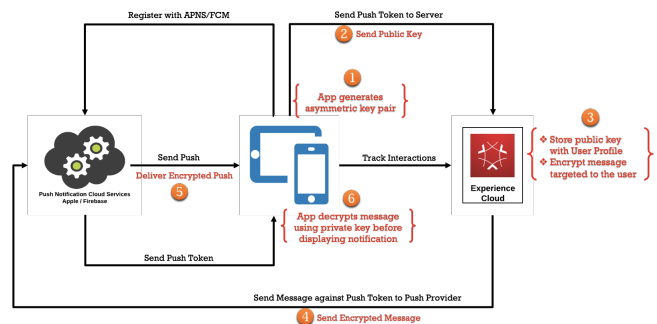 Register with APNS/FCM
Send Push Token to Server
2 Send Public Key
1
App generates
asymmetric key pair
3
❖ Store public key
with User Profile
❖ Encrypt message
targeted to the user
Send Push
Deliver Encrypted Push
5
Track Interactions
Push Notification Cloud Services
Apple / Firebase
Experience
Cloud
6
App decrypts message
using private key before
displaying notification
Send Push Token
Send Message against Push Token to Push Provider
4 Send Encrypted Message